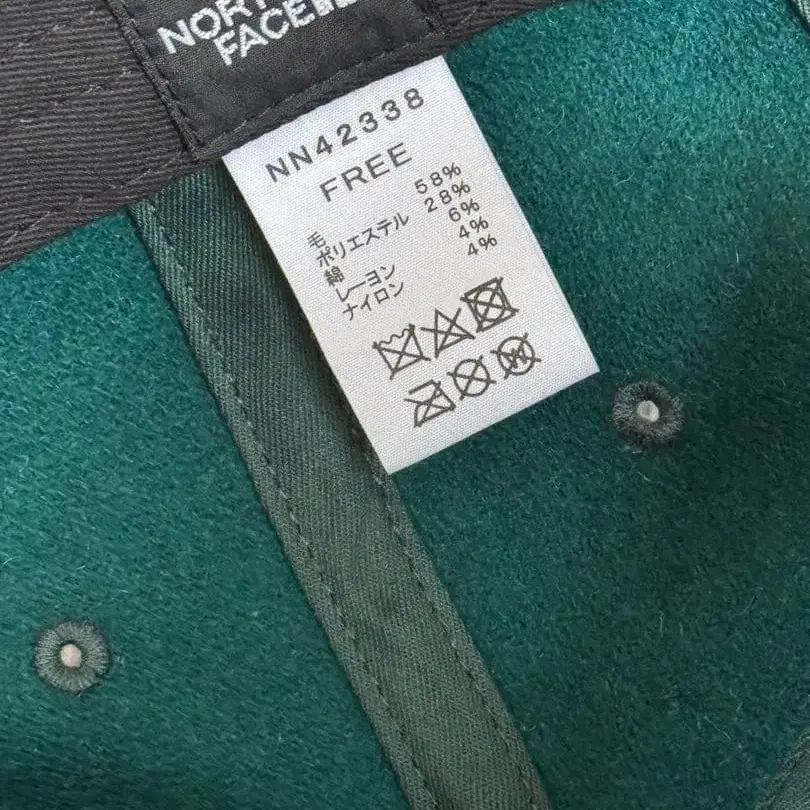 NORTH
FACE
NN42338
FREE
毛 58%
ポリエステル 28%
綿 6%
レーヨン 4%
ナイロン 4%
W